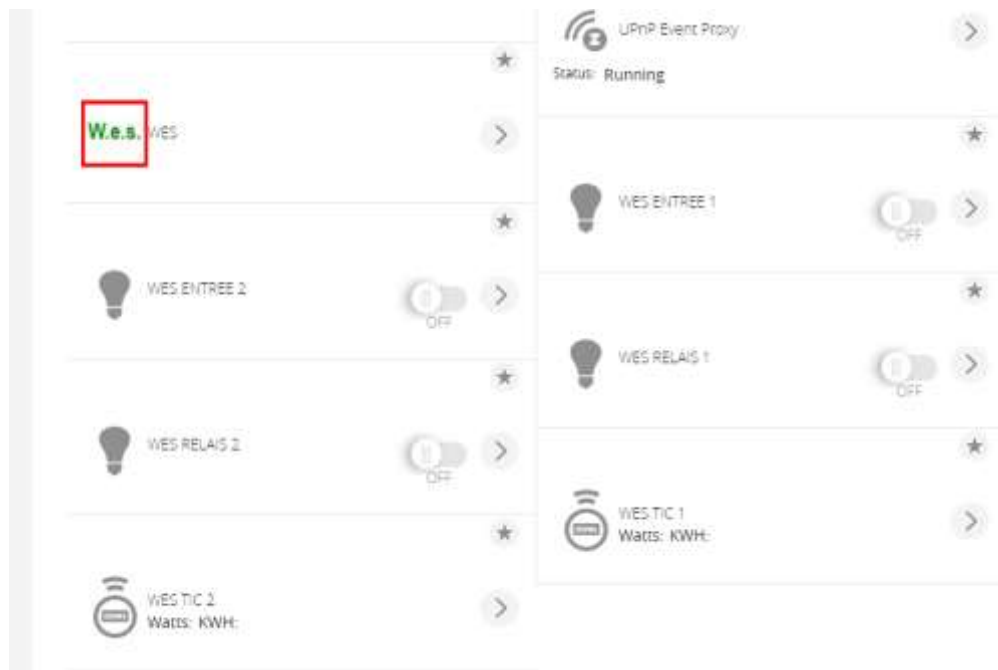 UPnP Event Proxy
Status: Running
W.e.s. WES
WES ENTREE 1
OFF
WES ENTREE 2
OFF
WES RELAIS 1
OFF
WES RELAIS 2
OFF
WES TIC 1
Watts: KWH:
WES TIC 2
Watts: KWH: